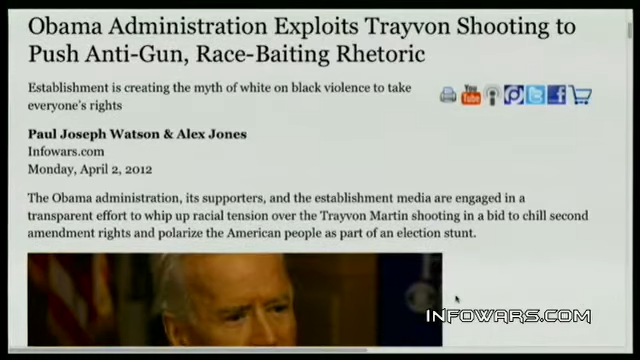 Obama Administration Exploits Trayvon Shooting to
Push Anti-Gun, Race-Baiting Rhetoric
Establishment is creating the myth of white on black violence to take
everyone's rights
You
Tube
Paul Joseph Watson & Alex Jones
Infowars.com
Monday, April 2, 2012
The Obama administration, its supporters, and the establishment media are engaged in a
transparent effort to whip up racial tension over the Trayvon Martin shooting in a bid to chill second
amendment rights and polarize the American people as part of an election stunt.
INFOWARS.COM